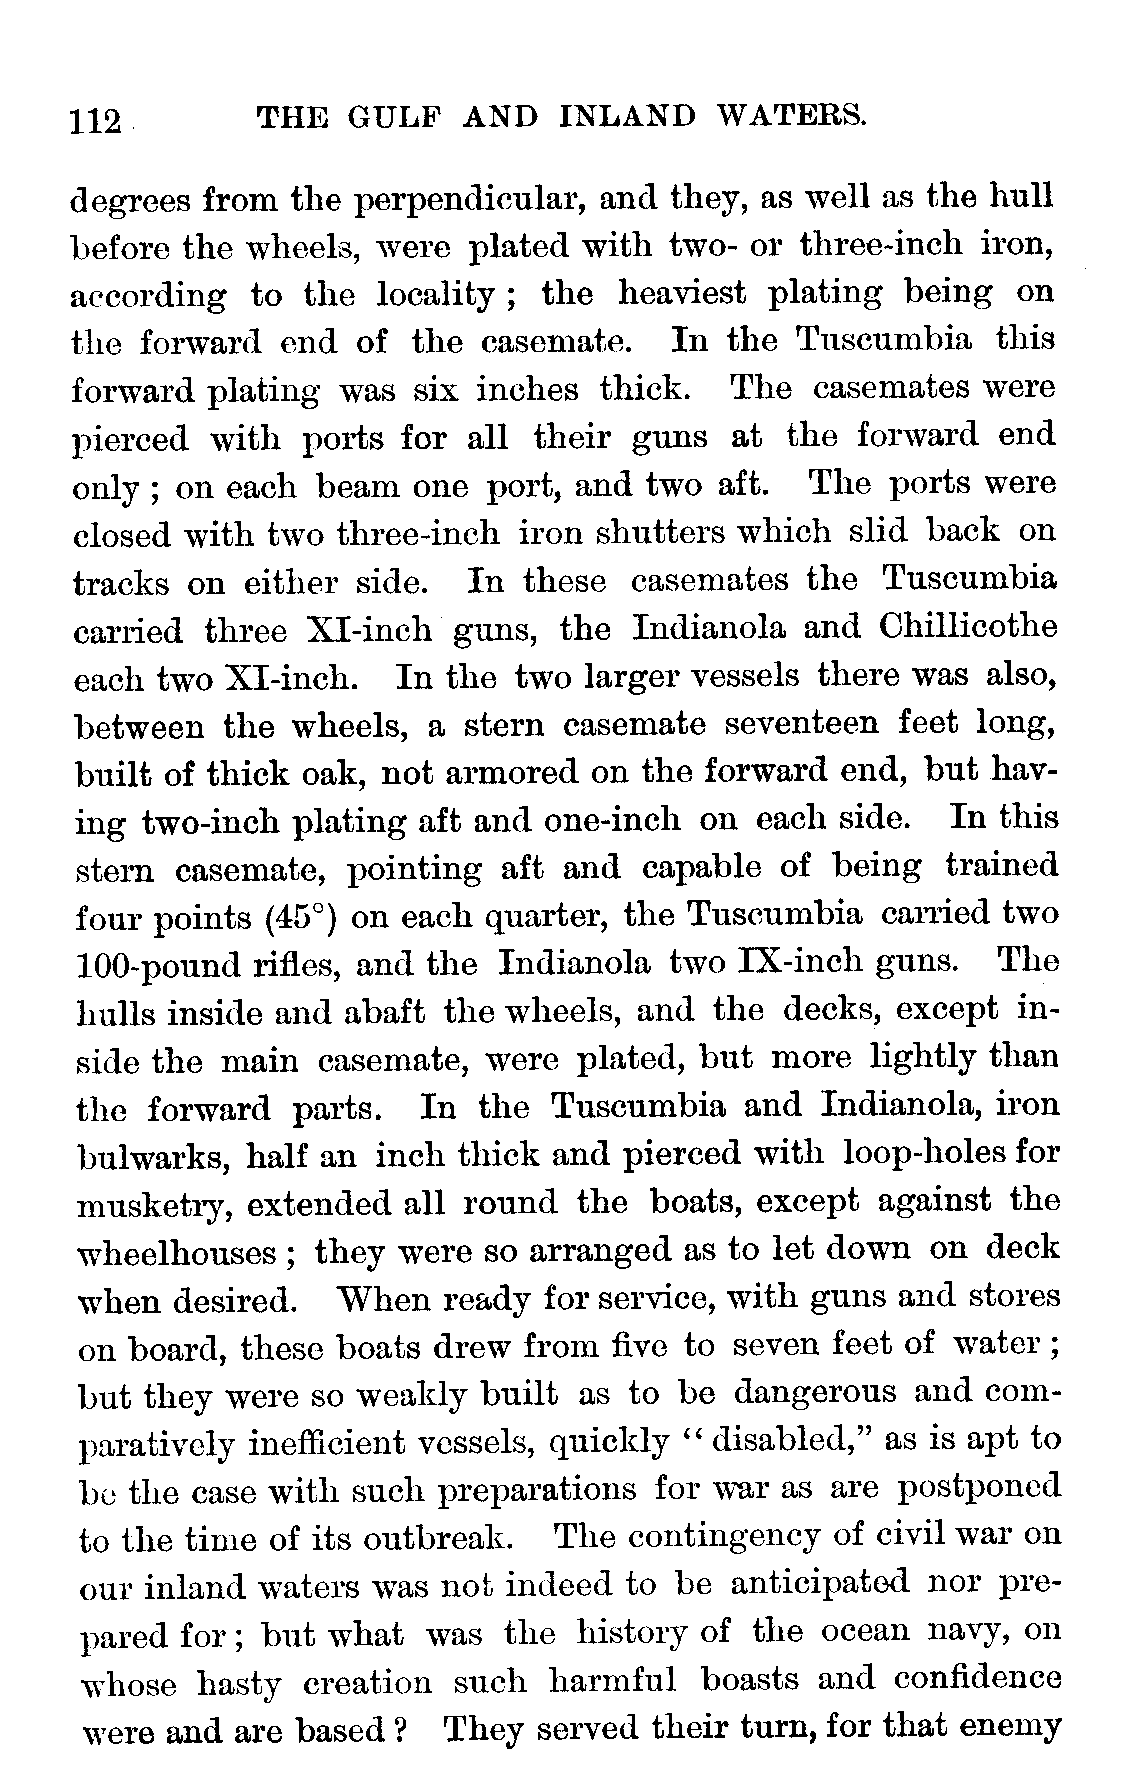 112 THE GULF AND INLAND WATERS.
degrees from the perpendicular, and they, as well as the hull
before the wheels, were plated with two- or three-inch iron,
according to the locality ; the heaviest plating being on
the forward end of the casemate. In the Tuscumbia this
forward plating was six inches thick. The casemates were
pierced with ports for all their guns at the forward end
only ; on each beam one port, and two aft. The ports were
closed with two three-inch iron shutters which slid back on
tracks on either side. In these casemates the Tuscumbia
carried three XI-inch guns, the Indianola and Chillicothe
each two XI-inch. In the two larger vessels there was also,
between the wheels, a stern casemate seventeen feet long,
built of thick oak, not armored on the forward end, but hav-
ing two-inch plating aft and one-inch on each side. In this
stern casemate, pointing aft and capable of being trained
four points (45°) on each quarter, the Tuscumbia carried two
100-pound rifles, and the Indianola two IX-inch guns. The
hulls inside and abaft the wheels, and the decks, except in-
side the main casemate, were plated, but more lightly than
the forward parts. In the Tuscumbia and Indianola, iron
bulwarks, half an inch thick and pierced with loop-holes for
musketry, extended all round the boats, except against the
wheelhouses ; they were so arranged as to let down on deck
when desired. When ready for service, with guns and stores
on board, these boats drew from five to seven feet of water ;
but they were so weakly built as to be dangerous and com-
paratively inefficient vessels, quickly “ disabled,” as is apt to
be the case with such preparations for war as are postponed
to the time of its outbreak. The contingency of civil war on
our inland waters was not indeed to be anticipated nor pre-
pared for ; but what was the history of the ocean navy, on
whose hasty creation such harmful boasts and confidence
were and are based ? They served their turn, for that enemy